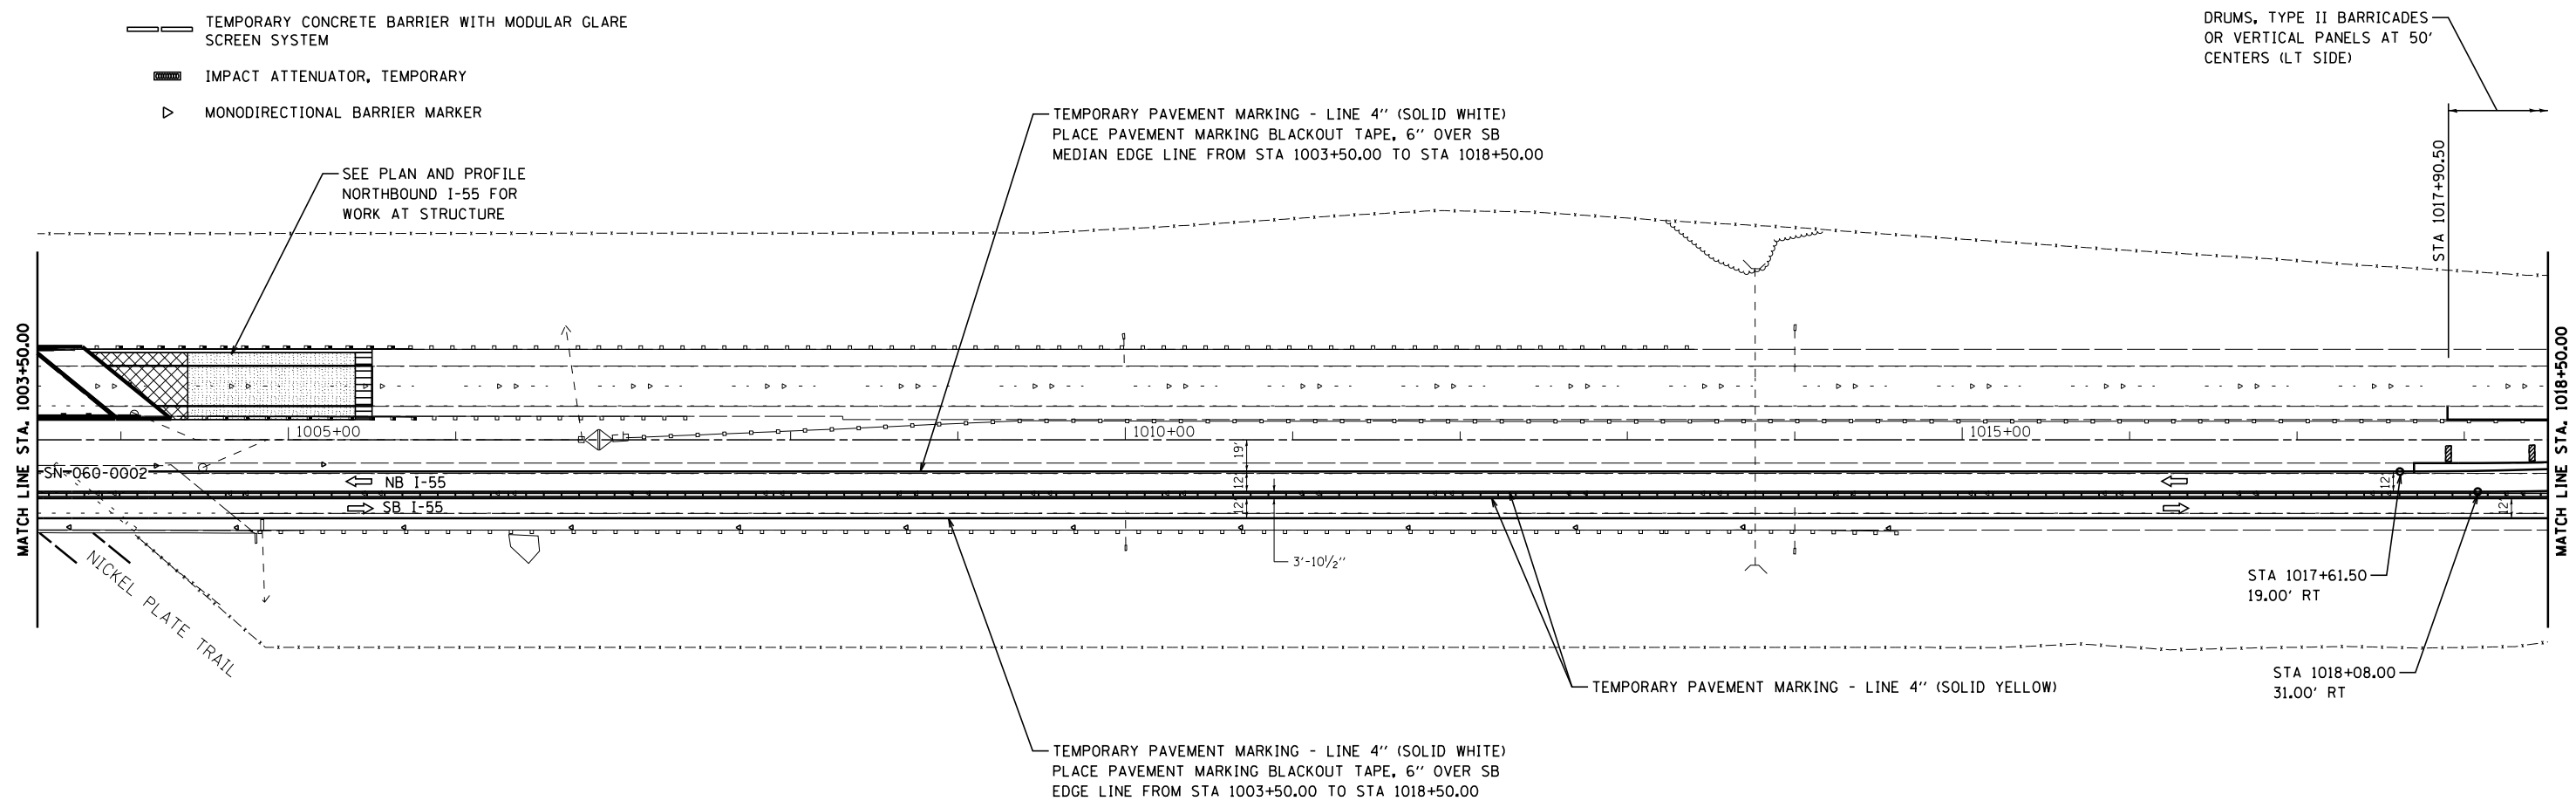 TEMPORARY CONCRETE BARRIER WITH MODULAR GLARE
SCREEN SYSTEM
IMPACT ATTENUATOR, TEMPORARY
MONODIRECTIONAL BARRIER MARKER
DRUMS, TYPE II BARRICADES
OR VERTICAL PANELS AT 50'
CENTERS (LT SIDE)
TEMPORARY PAVEMENT MARKING - LINE 4" (SOLID WHITE)
PLACE PAVEMENT MARKING BLACKOUT TAPE, 6" OVER SB
MEDIAN EDGE LINE FROM STA 1003+50.00 TO STA 1018+50.00
SEE PLAN AND PROFILE
NORTHBOUND I-55 FOR
WORK AT STRUCTURE
STA 1017+90.50
MATCH LINE STA. 1003+50.00
MATCH LINE STA. 1018+50.00
1005+00
1010+00
1015+00
19'
SN-060-0002
NB I-55
12'
12'
SB I-55
12'
12'
3'-10½"
NICKEL PLATE TRAIL
STA 1017+61.50
19.00' RT
STA 1018+08.00
31.00' RT
TEMPORARY PAVEMENT MARKING - LINE 4" (SOLID YELLOW)
TEMPORARY PAVEMENT MARKING - LINE 4" (SOLID WHITE)
PLACE PAVEMENT MARKING BLACKOUT TAPE, 6" OVER SB
EDGE LINE FROM STA 1003+50.00 TO STA 1018+50.00